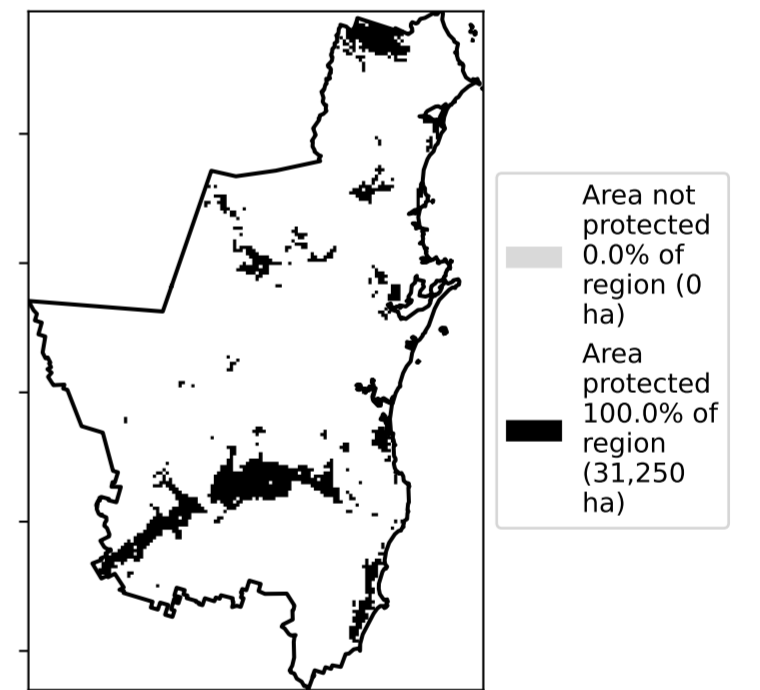 Area not
protected
0.0% of
region (0
ha)
Area
protected
100.0% of
region
(31,250
ha)